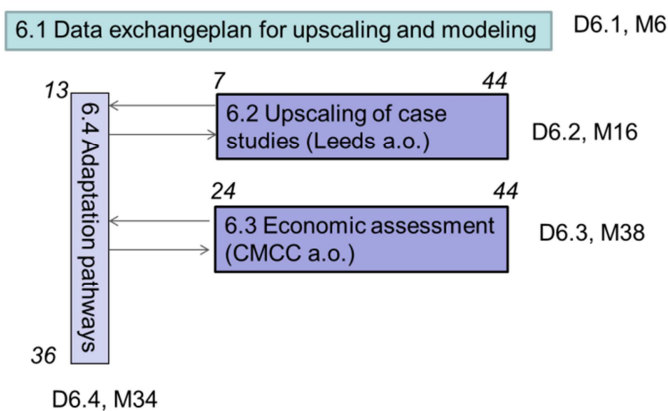 6.1 Data exchangeplan for upscaling and modeling
D6.1, M6
13
7
44
6.2 Upscaling of case
studies (Leeds a.o.)
D6.2, M16
6.4 Adaptation pathways
24
44
6.3 Economic assessment
(CMCC a.o.)
D6.3, M38
36
D6.4, M34